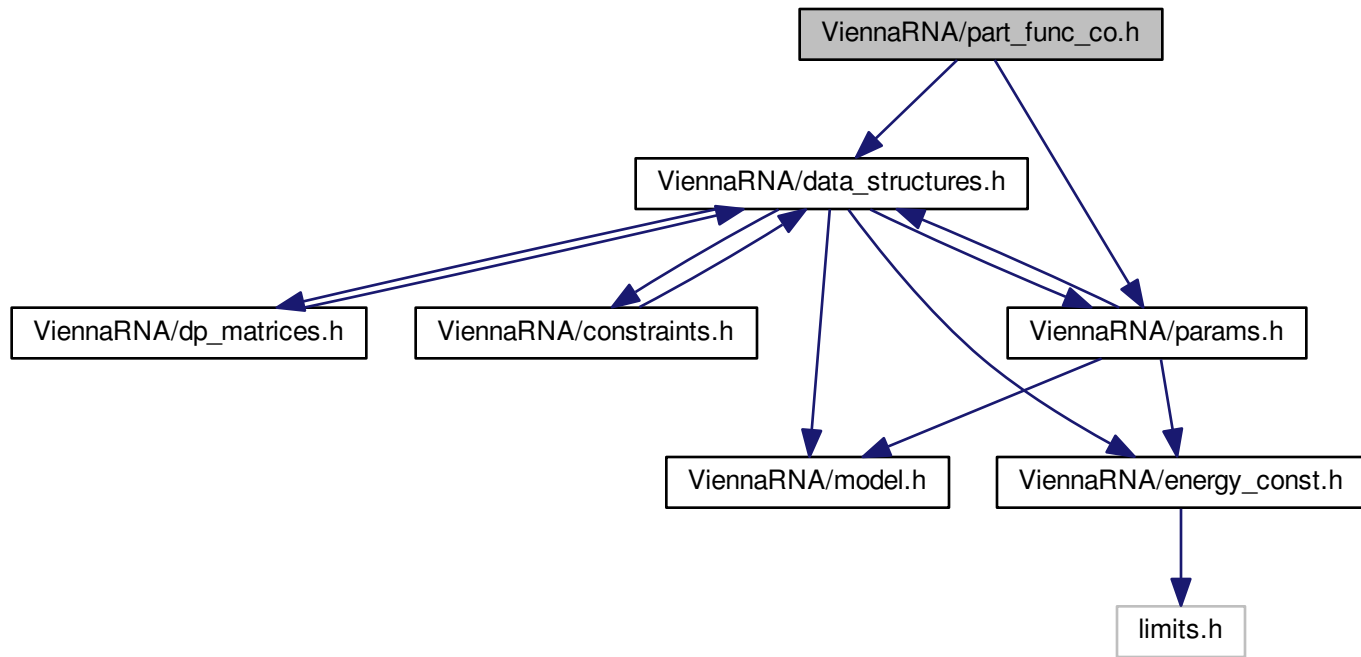 ViennaRNA/part_func_co.h
ViennaRNA/data_structures.h
ViennaRNA/dp_matrices.h
ViennaRNA/constraints.h
ViennaRNA/params.h
ViennaRNA/model.h
ViennaRNA/energy_const.h
limits.h